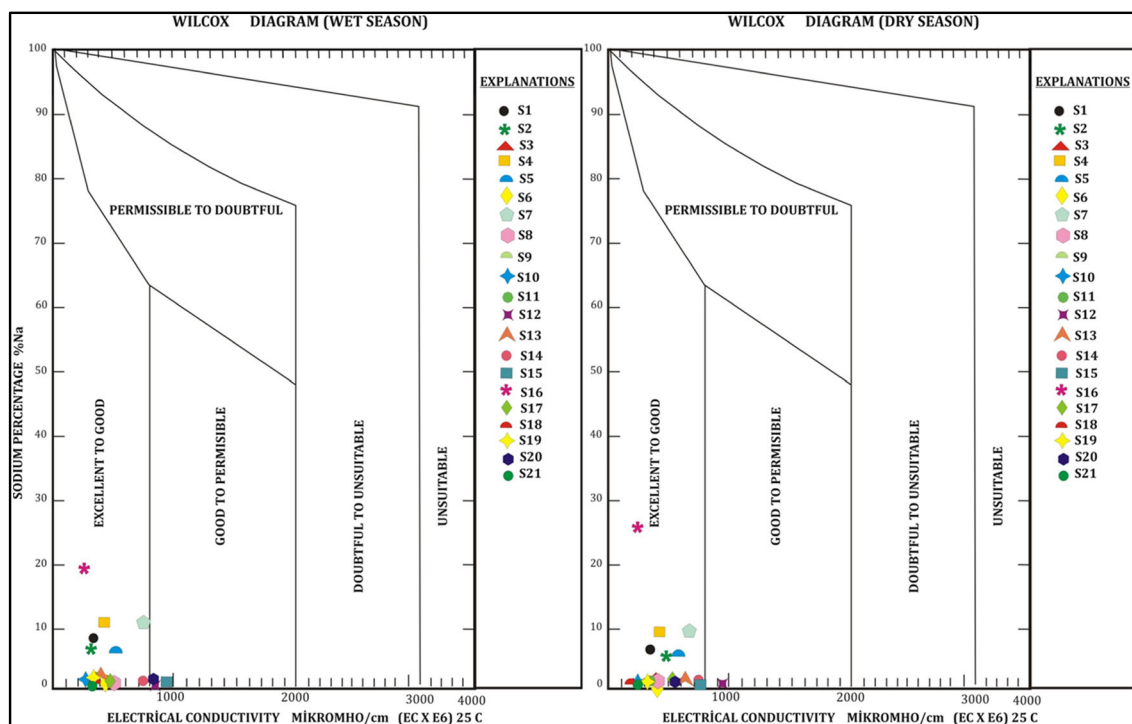 WILCOX DIAGRAM (WET SEASON)
100
90
80
70
60
50
40
30
20
10
0
SODIUM PERCENTAGE %Na
PERMISSIBLE TO DOUBTFUL
EXCELLENT TO GOOD
GOOD TO PERMISIBLE
DOUBTFUL TO UNSUITABLE
UNSUITABLE
1000
2000
3000
4000
ELECTRİCAL CONDUCTIVITY MİKROMHO/cm (EC X E6) 25 C
EXPLANATIONS
S1
S2
S3
S4
S5
S6
S7
S8
S9
S10
S11
S12
S13
S14
S15
S16
S17
S18
S19
S20
S21
WILCOX DIAGRAM (DRY SEASON)
100
90
80
70
60
50
40
30
20
10
0
PERMISSIBLE TO DOUBTFUL
EXCELLENT TO GOOD
GOOD TO PERMISSIBLE
DOUBTFUL TO UNSUITABLE
UNSUITABLE
1000
2000
3000
4000
ELECTRİCAL CONDUCTIVITY MİKROMHO/cm (EC X E6) 25 C
EXPLANATIONS
S1
S2
S3
S4
S5
S6
S7
S8
S9
S10
S11
S12
S13
S14
S15
S16
S17
S18
S19
S20
S21